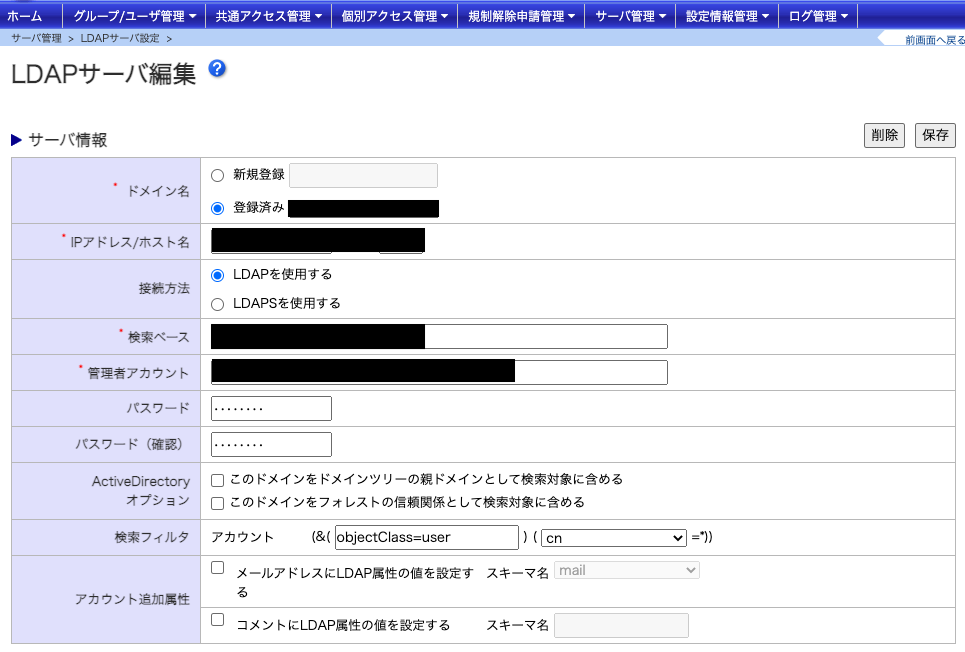 ホーム グループ/ユーザ管理 共通アクセス管理 個別アクセス管理 規制解除申請管理 サーバ管理 設定情報管理 ログ管理
サーバ管理 > LDAPサーバ設定 > 前画面へ戻る
LDAPサーバ編集 ?
サーバ情報 削除 保存
* ドメイン名
新規登録
登録済み
* IPアドレス/ホスト名
接続方法
LDAPを使用する
LDAPSを使用する
* 検索ベース
* 管理者アカウント
パスワード ········
パスワード（確認） ········
ActiveDirectory
オプション
このドメインをドメインツリーの親ドメインとして検索対象に含める
このドメインをフォレストの信頼関係として検索対象に含める
検索フィルタ アカウント (&( objectClass=user ) ( cn =*))
アカウント追加属性
メールアドレスにLDAP属性の値を設定す スキーマ名 mail
る
コメントにLDAP属性の値を設定する スキーマ名